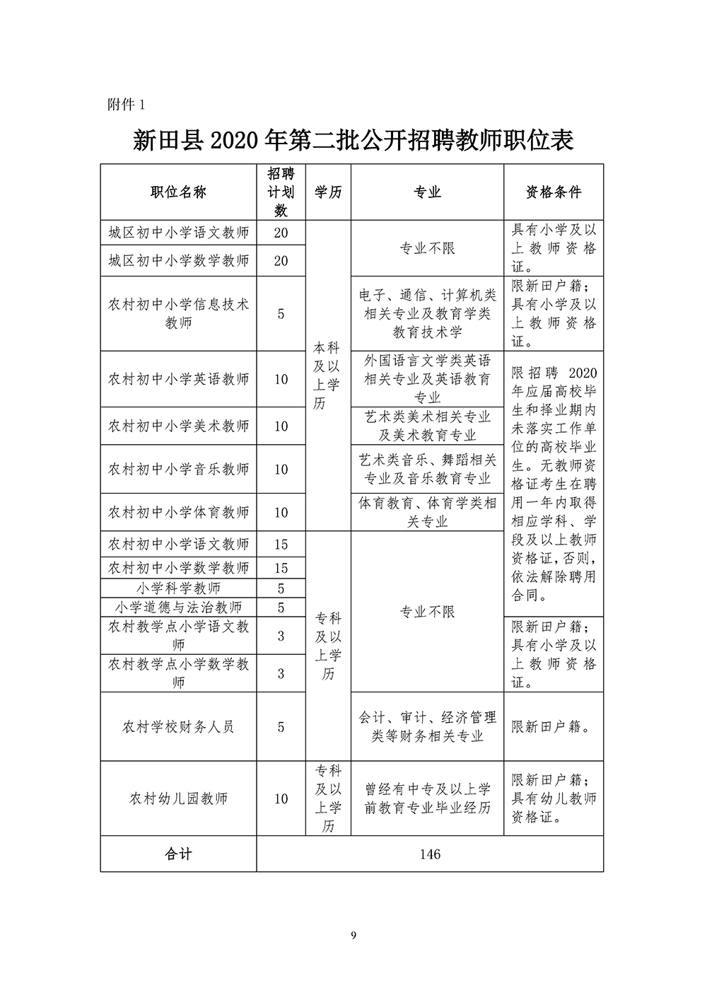 附件 1
新田县 2020 年第二批公开招聘教师职位表
职位名称
招聘
计划
数
学历
专业
资格条件
城区初中小学语文教师
20
城区初中小学数学教师
20
专业不限
具有小学及以
上教师资格
证。
农村初中小学信息技术
教师
5
电子、通信、计算机类
相关专业及教育学类
教育技术学
限新田户籍；
具有小学及以
上教师资格
证。
本科
及以
上学
历
农村初中小学英语教师
10
外国语言文学类英语
相关专业及英语教育
专业
农村初中小学美术教师
10
艺术类美术相关专业
及美术教育专业
农村初中小学音乐教师
10
艺术类音乐、舞蹈相关
专业及音乐教育专业
农村初中小学体育教师
10
体育教育、体育学类相
关专业
限招聘 2020
年应届高校毕
生和择业期内
未落实工作单
位的高校毕业
生。无教师资
格证考生在聘
用一年内取得
相应学科、学
段及以上教师
资格证，否则，
依法解除聘用
合同。
农村初中小学语文教师
15
农村初中小学数学教师
15
小学科学教师
5
小学道德与法治教师
5
农村教学点小学语文教
师
3
农村教学点小学数学教
师
3
专科
及以
上学
历
专业不限
限新田户籍；
具有小学及以
上教师资格
证。
农村学校财务人员
5
会计、审计、经济管理
类等财务相关专业
限新田户籍。
农村幼儿园教师
10
专科
及以
上学
历
曾经有中专及以上学
前教育专业毕业经历
限新田户籍；
具有幼儿教师
资格证。
合计
146
9